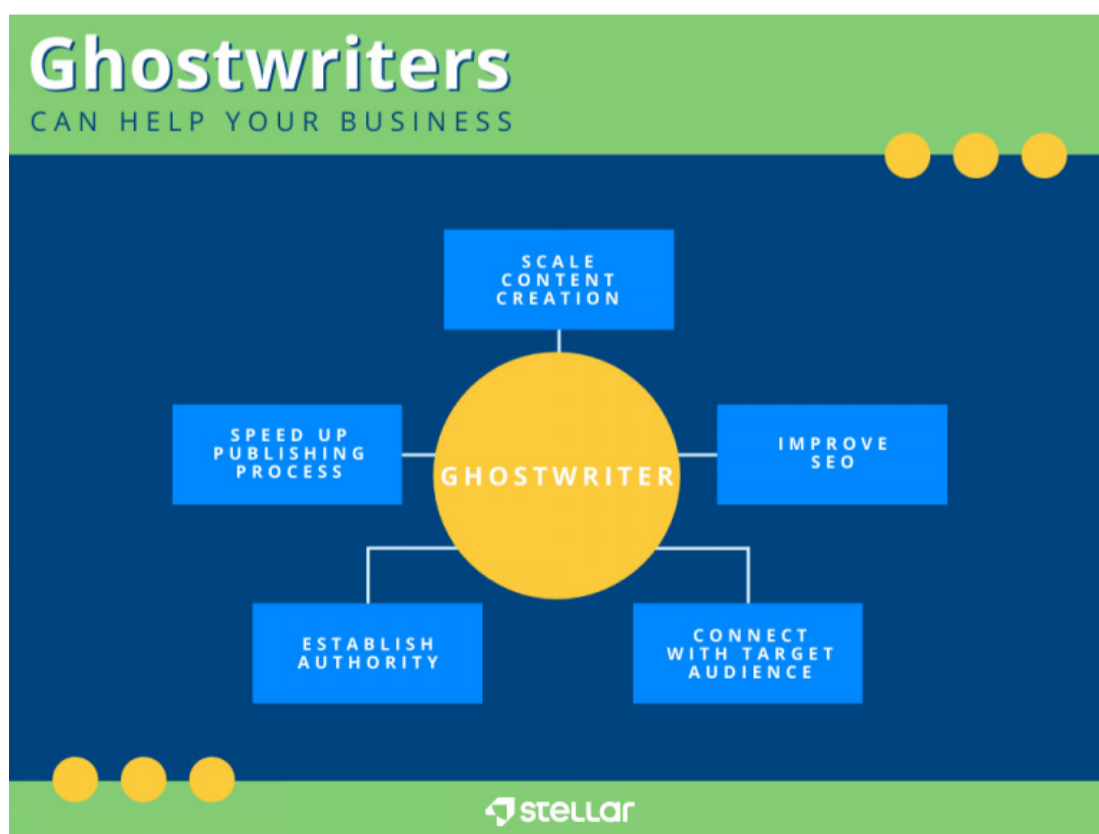 Ghostwriters
CAN HELP YOUR BUSINESS
SCALE
CONTENT
CREATION
SPEED UP
PUBLISHING
PROCESS
GHOSTWRITER
IMPROVE
SEO
ESTABLISH
AUTHORITY
CONNECT
WITH TARGET
AUDIENCE
stellar